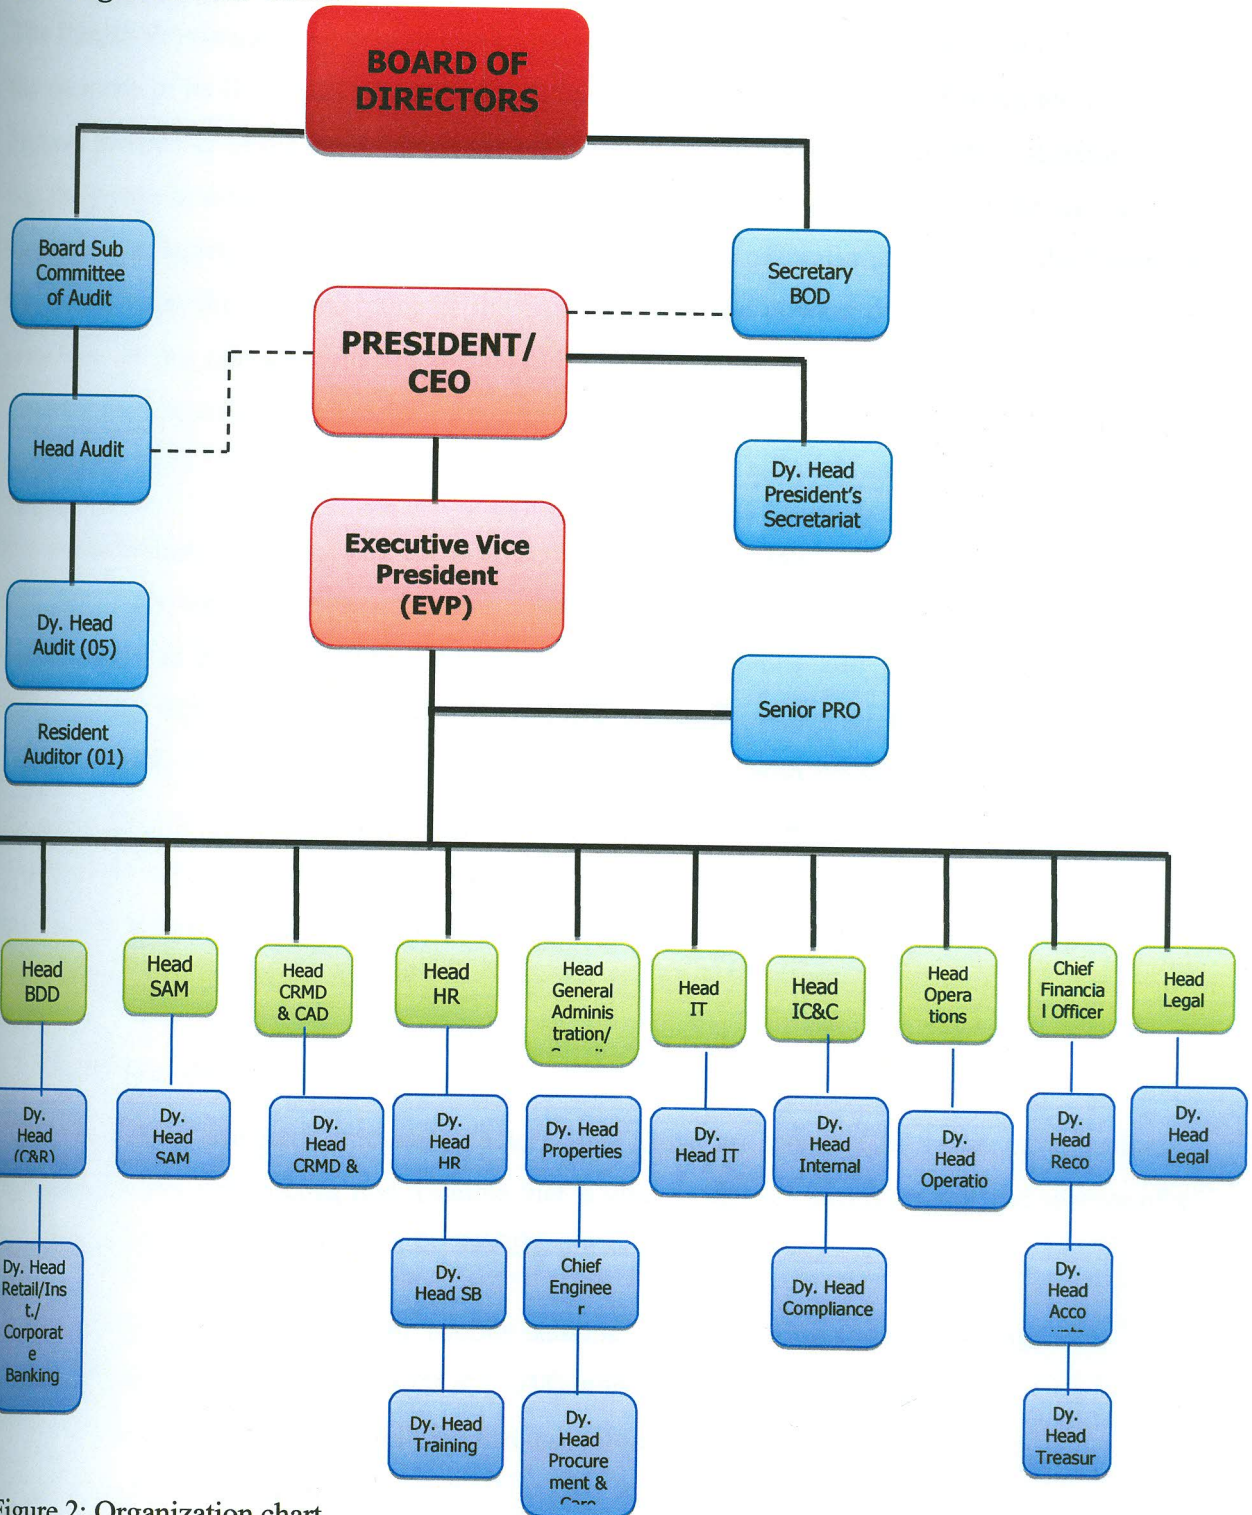 BOARD OF
DIRECTORS
Board Sub
Committee
of Audit
Secretary
BOD
PRESIDENT/
CEO
Head Audit
Dy. Head
President's
Secretariat
Executive Vice
President
(EVP)
Dy. Head
Audit (05)
Senior PRO
Resident
Auditor (01)
Head
BDD
Head
SAM
Head
CRMD
& CAD
Head
HR
Head
General
Adminis
tration/
Head
IT
Head
IC&C
Head
Opera
tions
Chief
Financia
l Officer
Head
Legal
Dy.
Head
(C&R)
Dy.
Head
SAM
Dy.
Head
CRMD &
Dy.
Head
HR
Dy. Head
Properties
Dy.
Head IT
Dy.
Head
Internal
Dy.
Head
Operatio
Dy.
Head
Reco
Dy.
Head
Legal
Dy. Head
Retail/Ins
t./
Corporat
e
Banking
Dy.
Head SB
Chief
Enginee
r
Dy. Head
Compliance
Dy.
Head
Acco
Dy. Head
Training
Dy.
Head
Procure
ment &
Dy.
Head
Treasur
Figure 2: Organization chart